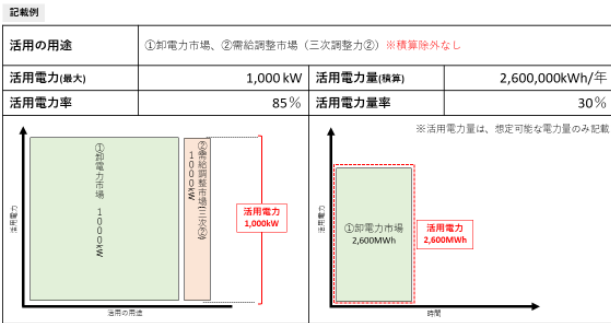 記載例
活用の用途 ①卸電力市場、②需給調整市場（三次調整力②）※積算除外なし
活用電力(最大) 1,000 kW 活用電力量(積算) 2,600,000kWh/年
活用電力率 85% 活用電力量率 30%
①卸電力市場 1000kW
②需給調整市場(三次②)
1000kW
活用電力
1,000kW
活用電力
活用の用途
※活用電力量は、想定可能な電力量のみ記載
①卸電力市場
2,600MWh
活用電力
2,600MWh
活用電力
時間